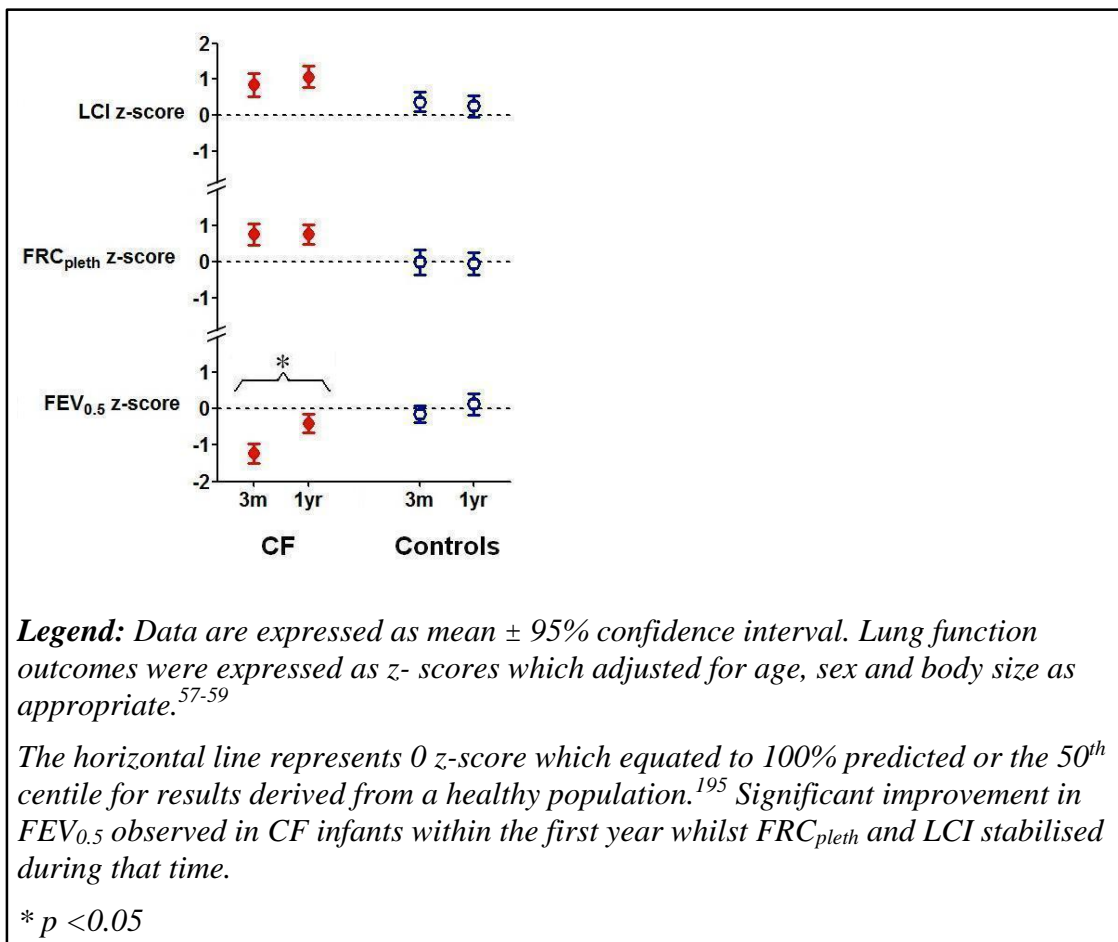 2
1
LCI z-score 0
-1
1
FRCpleth z-score 0
-1
*
1
FEV0.5 z-score 0
-1
-2
3m 1yr 3m 1yr
CF Controls
Legend: Data are expressed as mean ± 95% confidence interval. Lung function
outcomes were expressed as z- scores which adjusted for age, sex and body size as
appropriate.57-59
The horizontal line represents 0 z-score which equated to 100% predicted or the 50th
centile for results derived from a healthy population.195 Significant improvement in
FEV0.5 observed in CF infants within the first year whilst FRCpleth and LCI stabilised
during that time.
* p <0.05